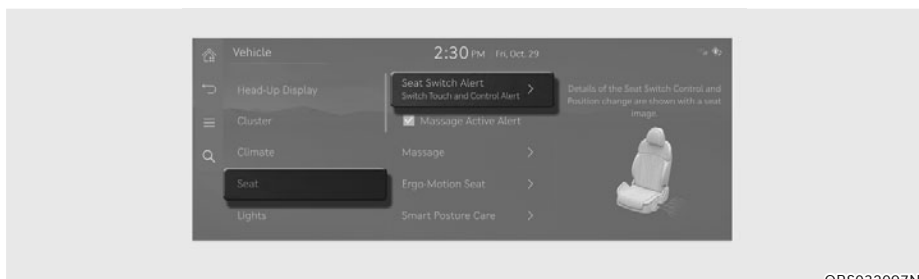 Vehicle
2:30 PM Fri, Oct. 29
Head-Up Display
Cluster
Climate
Seat
Lights
Seat Switch Alert
Switch Touch and Control Alert
Massage Active Alert
Massage
Ergo Motion Seat
Smart Posture Care
Details of the Seat Switch Control and
Position change are shown with a seat
image.